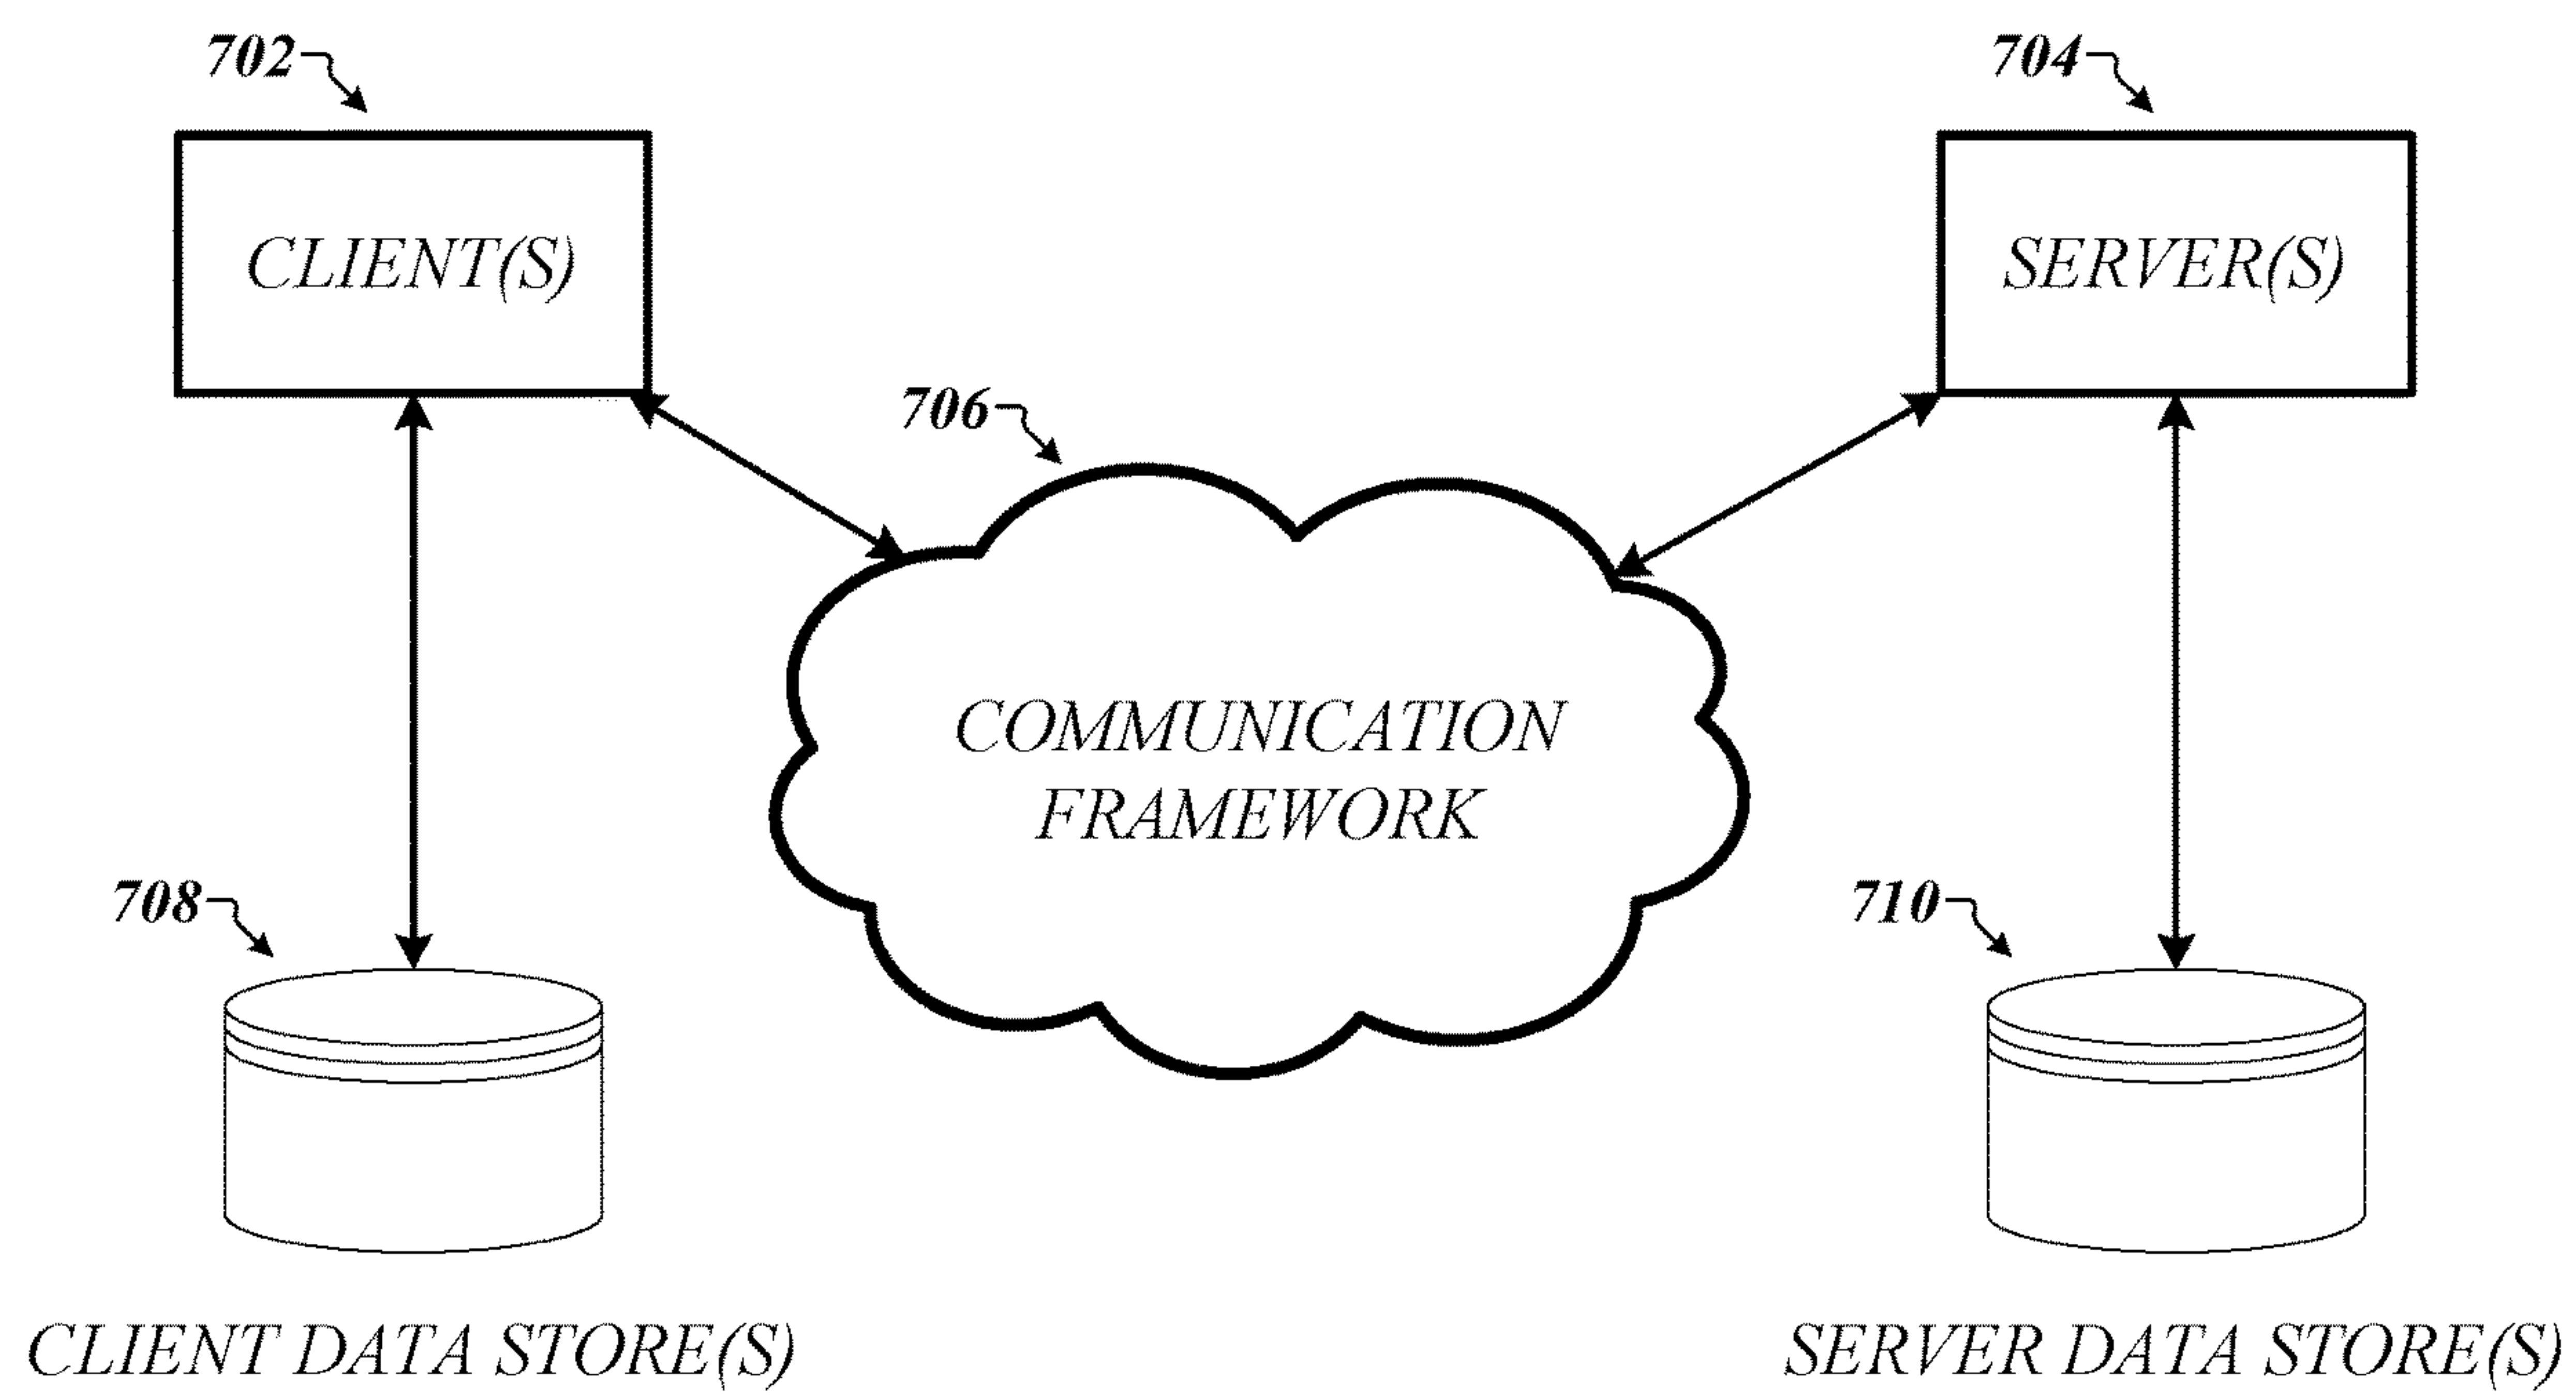 702
704
CLIENT(S)
SERVER(S)
706
COMMUNICATION
FRAMEWORK
708
710
CLIENT DATA STORE(S)
SERVER DATA STORE(S)